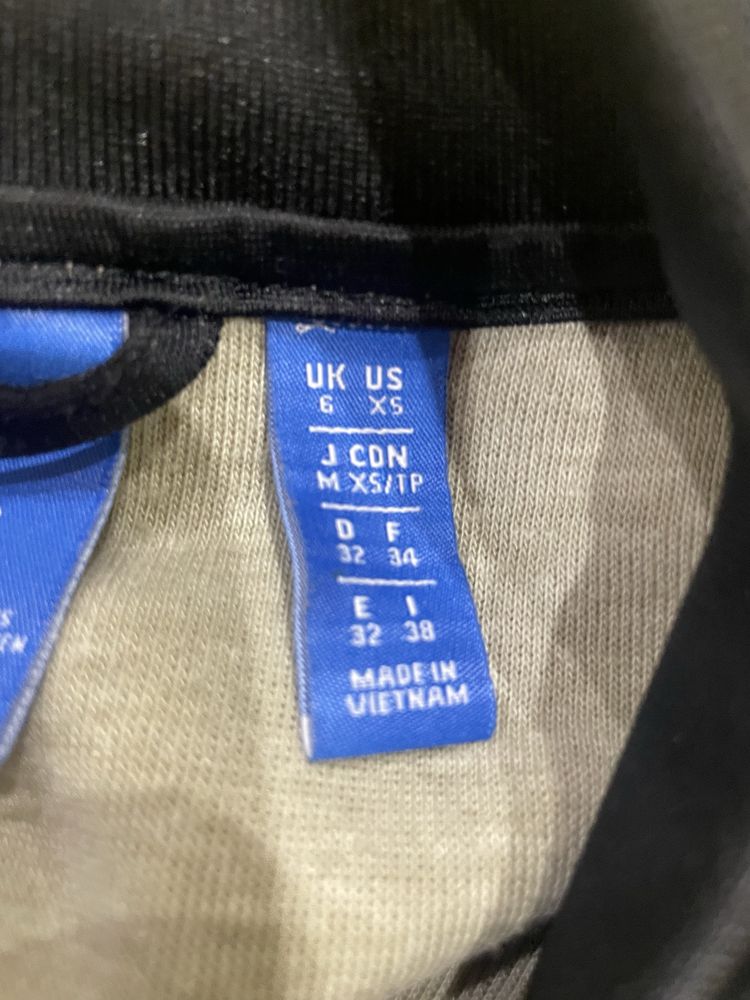 UK US
6 XS
J CDN
M XS/TP
D F
32 34
E I
32 38
MADE IN
VIETNAM